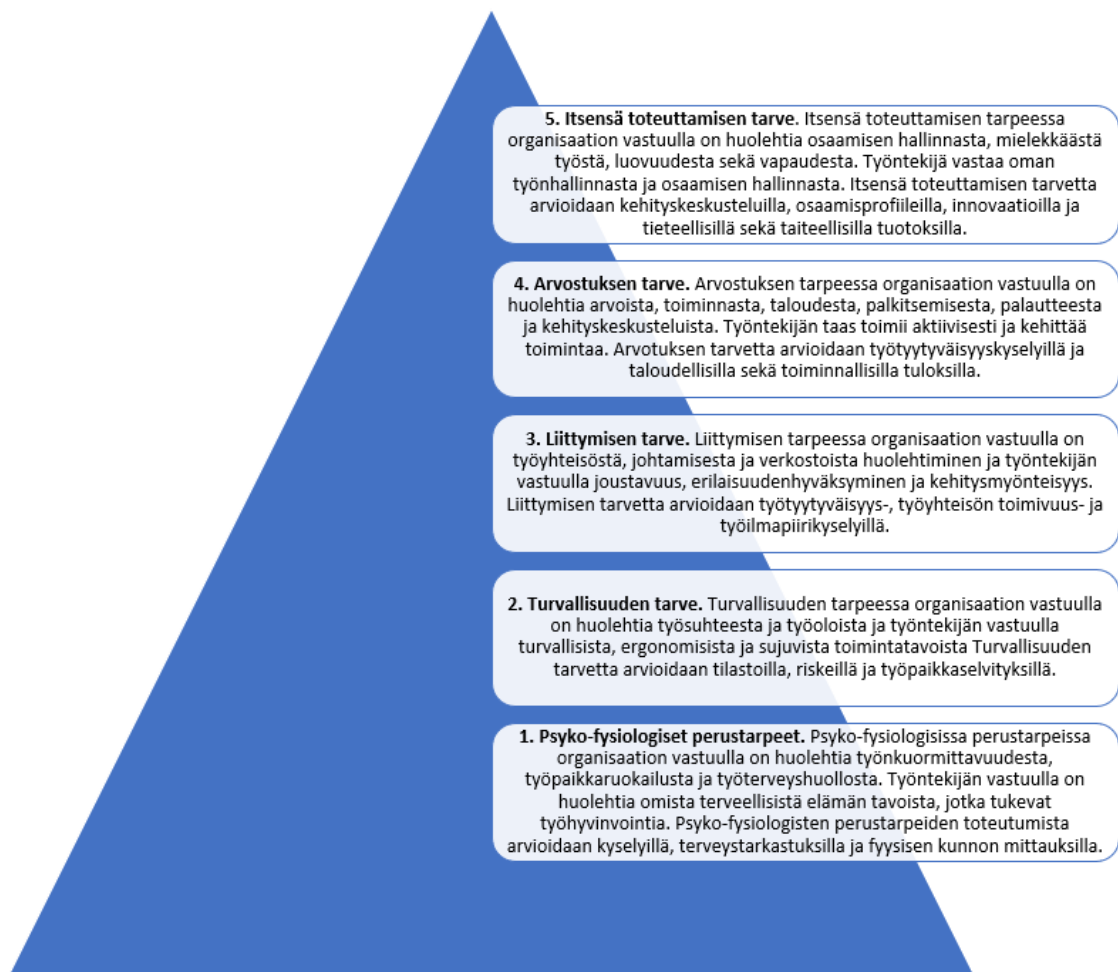 5. Itsensä toteuttamisen tarve. Itsensä toteuttamisen tarpeessa
organisaation vastuulla on huolehtia osaamisen hallinnasta, mielekkäästä
työstä, luovuudesta sekä vapaudesta. Työntekijä vastaa oman
työnhallinnasta ja osaamisen hallinnasta. Itsensä toteuttamisen tarvetta
arvioidaan kehityskeskusteluilla, osaamisprofiileilla, innovaatioilla ja
tieteellisillä sekä taiteellisilla tuotoksilla.
4. Arvostuksen tarve. Arvostuksen tarpeessa organisaation vastuulla on
huolehtia arvoista, toiminnasta, taloudesta, palkitsemisesta, palautteesta
ja kehityskeskusteluista. Työntekijän taas toimii aktiivisesti ja kehittää
toimintaa. Arvotuksen tarvetta arvioidaan työtyytyväisyyskyselyillä ja
taloudellisilla sekä toiminnallisilla tuloksilla.
3. Liittymisen tarve. Liittymisen tarpeessa organisaation vastuulla on
työyhteisöstä, johtamisesta ja verkostoista huolehtiminen ja työntekijän
vastuulla joustavuus, erilaisuudenhyväksyminen ja kehitysmyönteisyys.
Liittymisen tarvetta arvioidaan työtyytyväisyys-, työyhteisön toimivuus- ja
työilmapiirikyselyillä.
2. Turvallisuuden tarve. Turvallisuuden tarpeessa organisaation vastuulla
on huolehtia työsuhteesta ja työoloista ja työntekijän vastuulla
turvallisista, ergonomisista ja sujuvista toimintatavoista Turvallisuuden
tarvetta arvioidaan tilastoilla, riskeillä ja työpaikkaselvityksillä.
1. Psyko-fysiologiset perustarpeet. Psyko-fysiologisissa perustarpeissa
organisaation vastuulla on huolehtia työnkuormittavuudesta,
työpaikkaruokailusta ja työterveyshuollosta. Työntekijän vastuulla on
huolehtia omista terveellisistä elämän tavoista, jotka tukevat
työhyvinvointia. Psyko-fysiologisten perustarpeiden toteutumista
arvioidaan kyselyillä, terveystarkastuksilla ja fyysisen kunnon mittauksilla.